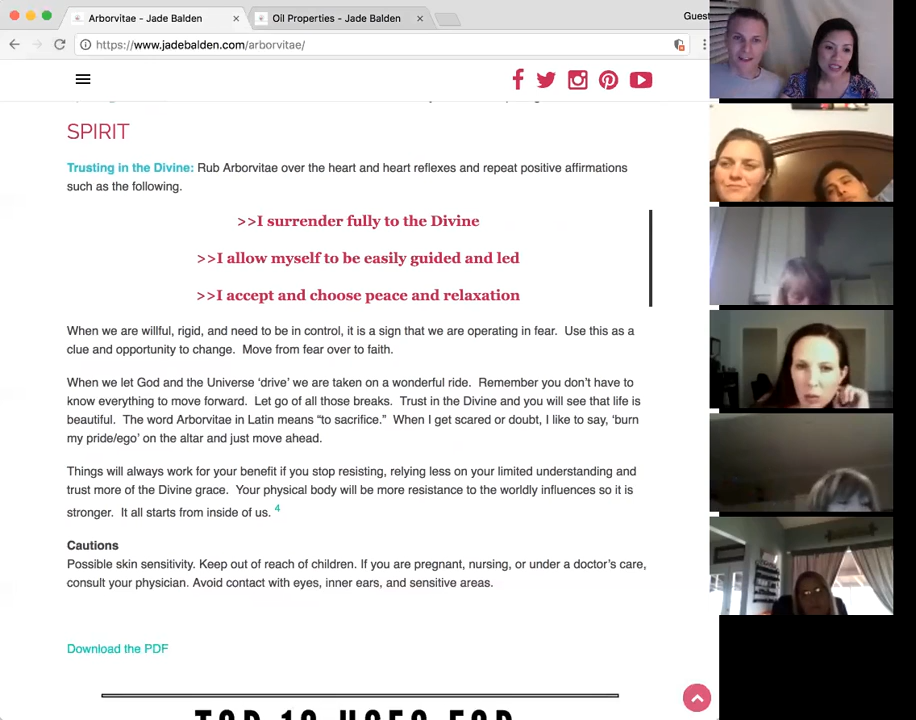 Arborvitae - Jade Balden
Oil Properties - Jade Balden
Guest
https://www.jadebalden.com/arborvitae/
SPIRIT
Trusting in the Divine: Rub Arborvitae over the heart and heart reflexes and repeat positive affirmations
such as the following.
>>I surrender fully to the Divine
>>I allow myself to be easily guided and led
>>I accept and choose peace and relaxation
When we are willful, rigid, and need to be in control, it is a sign that we are operating in fear. Use this as a
clue and opportunity to change. Move from fear over to faith.
When we let God and the Universe ‘drive’ we are taken on a wonderful ride. Remember you don’t have to
know everything to move forward. Let go of all those breaks. Trust in the Divine and you will see that life is
beautiful. The word Arborvitae in Latin means “to sacrifice.” When I get scared or doubt, I like to say, ‘burn
my pride/ego’ on the altar and just move ahead.
Things will always work for your benefit if you stop resisting, relying less on your limited understanding and
trust more of the Divine grace. Your physical body will be more resistance to the worldly influences so it is
stronger. It all starts from inside of us. 4
Cautions
Possible skin sensitivity. Keep out of reach of children. If you are pregnant, nursing, or under a doctor’s care,
consult your physician. Avoid contact with eyes, inner ears, and sensitive areas.
Download the PDF